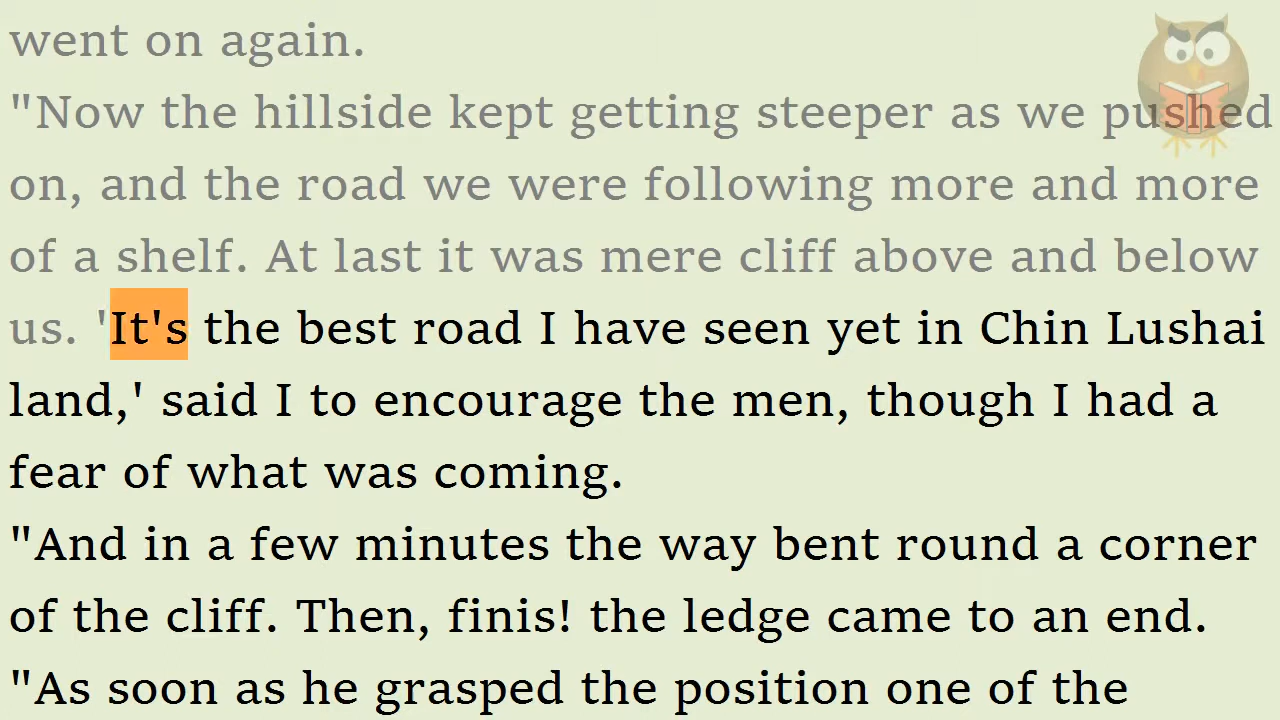 went on again.
"Now the hillside kept getting steeper as we pushed
on, and the road we were following more and more
of a shelf. At last it was mere cliff above and below
us. 'It's the best road I have seen yet in Chin Lushai
land,' said I to encourage the men, though I had a
fear of what was coming.
"And in a few minutes the way bent round a corner
of the cliff. Then, finis! the ledge came to an end.
"As soon as he grasped the position one of the